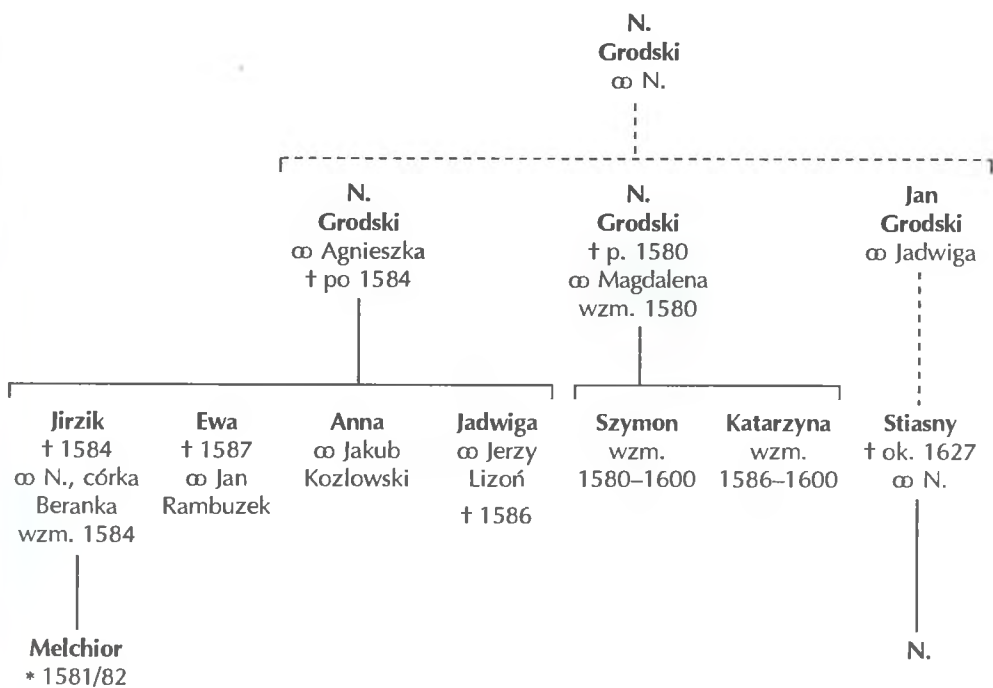 N.
Grodski
⚭ N.
N.
Grodski
⚭ Agnieszka
† po 1584
N.
Grodski
† p. 1580
⚭ Magdalena
wzm. 1580
Jan
Grodski
⚭ Jadwiga
Jirzik
† 1584
⚭ N., córka
Beranka
wzm. 1584
Ewa
† 1587
⚭ Jan
Rambuzek
Anna
⚭ Jakub
Kozlowski
Jadwiga
⚭ Jerzy
Lizoń
† 1586
Szymon
wzm.
1580–1600
Katarzyna
wzm.
1586–1600
Stiasny
† ok. 1627
⚭ N.
Melchior
* 1581/82
N.